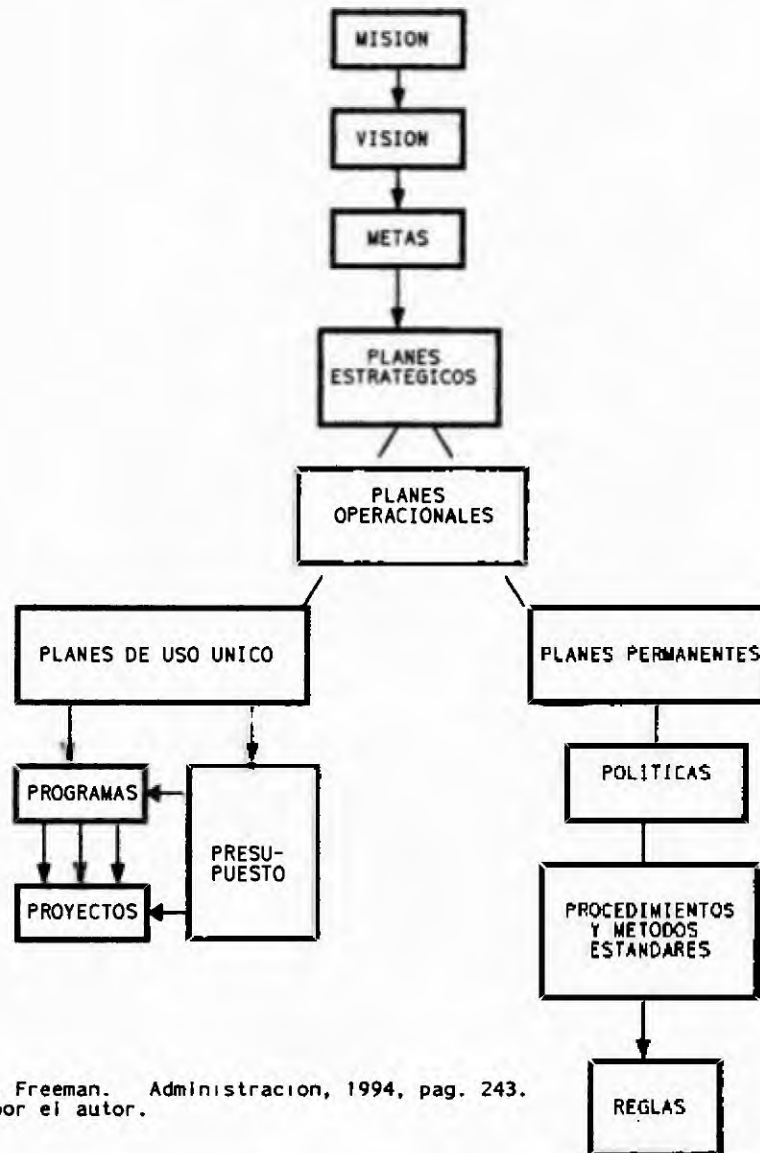 MISION
VISION
METAS
PLANES
ESTRATEGICOS
PLANES
OPERACIONALES
PLANES DE USO UNICO
PLANES PERMANENTES
PROGRAMAS
PRESU-
PUESTO
PROYECTOS
POLITICAS
PROCEDIMIENTOS
Y METODOS
ESTANDARES
REGLAS
Freeman. Administracion, 1994, pag. 243.
por el autor.